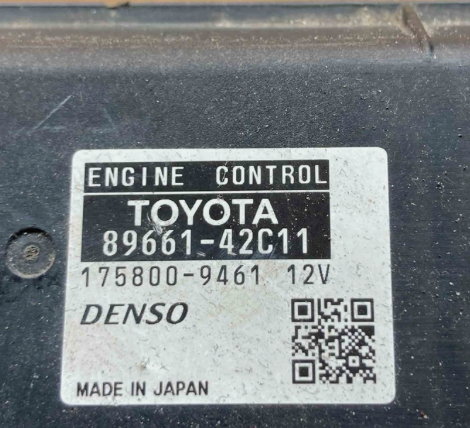 ENGINE CONTROL
TOYOTA
89661-42C11
175800-9461 12V
DENSO
MADE IN JAPAN